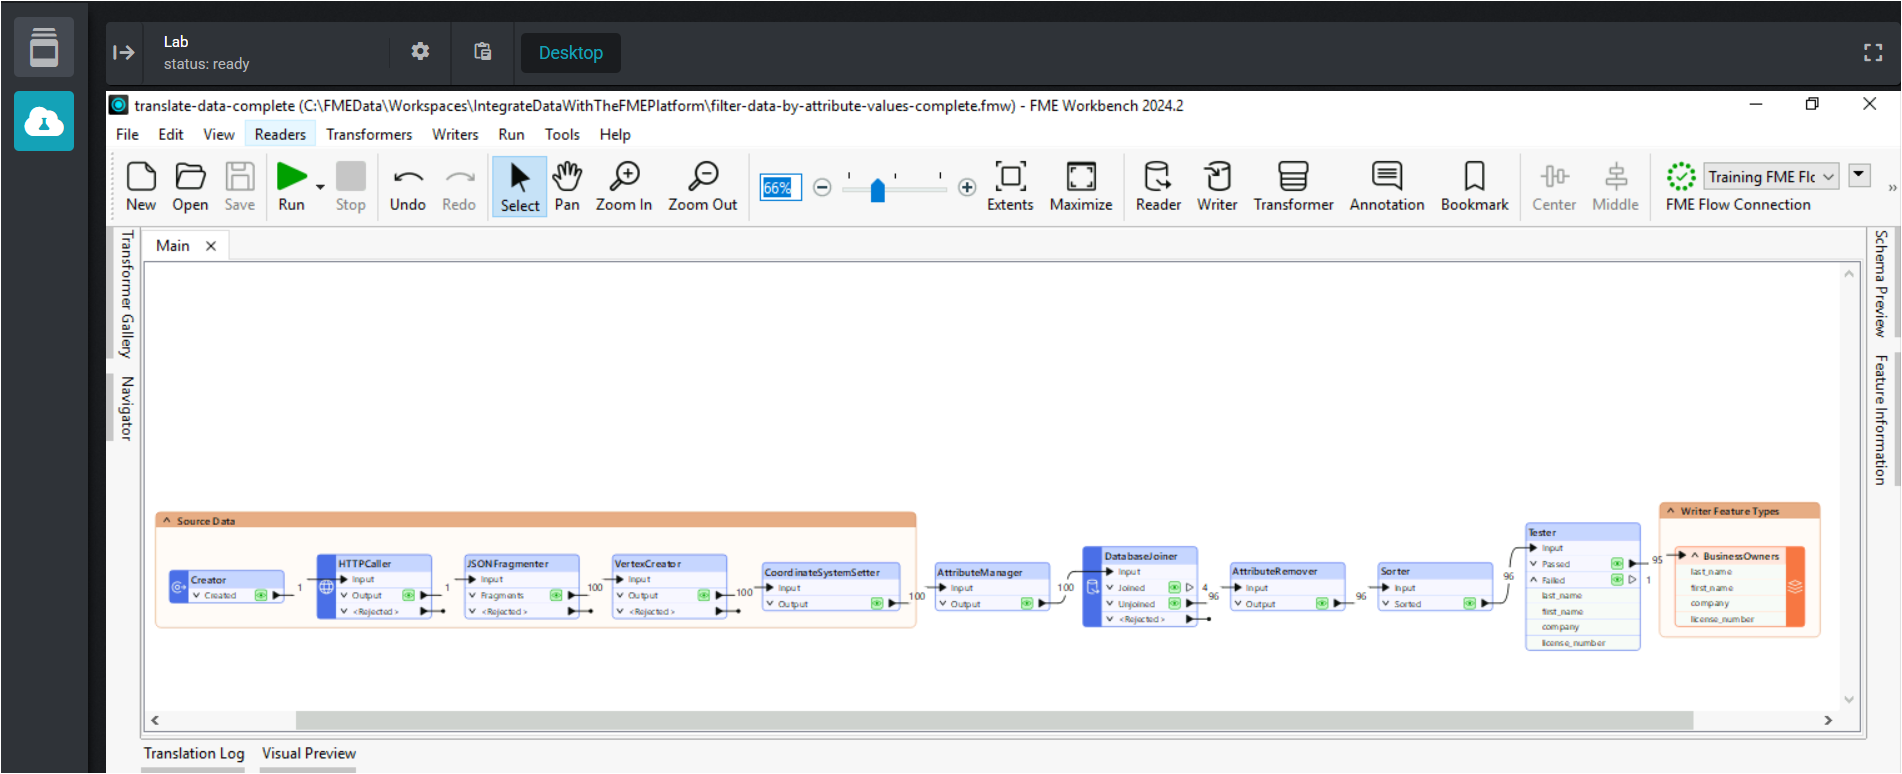 Lab
status: ready
Desktop
translate-data-complete (C:\FMEData\Workspaces\IntegrateDataWithTheFMEPlatform\filter-data-by-attribute-values-complete.fmw) - FME Workbench 2024.2
File Edit View Readers Transformers Writers Run Tools Help
66%
Training FME Flc
New Open Save Run Stop Undo Redo Select Pan Zoom In Zoom Out Extents Maximize Reader Writer Transformer Annotation Bookmark Center Middle FME Flow Connection
Transformer Gallery
Navigator
Main
Schema Preview
Feature Information
Source Data
Creator
Created
1
HTTPCaller
Input
Output
<Rejected>
1
JSONFragmenter
Input
Fragments
<Rejected>
100
VertexCreator
Input
Output
<Rejected>
100
CoordinateSystemSetter
Input
Output
100
AttributeManager
Input
Output
100
DatabaseJoiner
Input
Joined
4
Unjoined
96
<Rejected>
AttributeRemover
Input
Output
96
Sorter
Input
Sorted
96
Tester
Input
Passed
95
Failed
1
last_name
first_name
company
license_number
Writer Feature Types
BusinessOwners
last_name
first_name
company
license_number
Translation Log Visual Preview